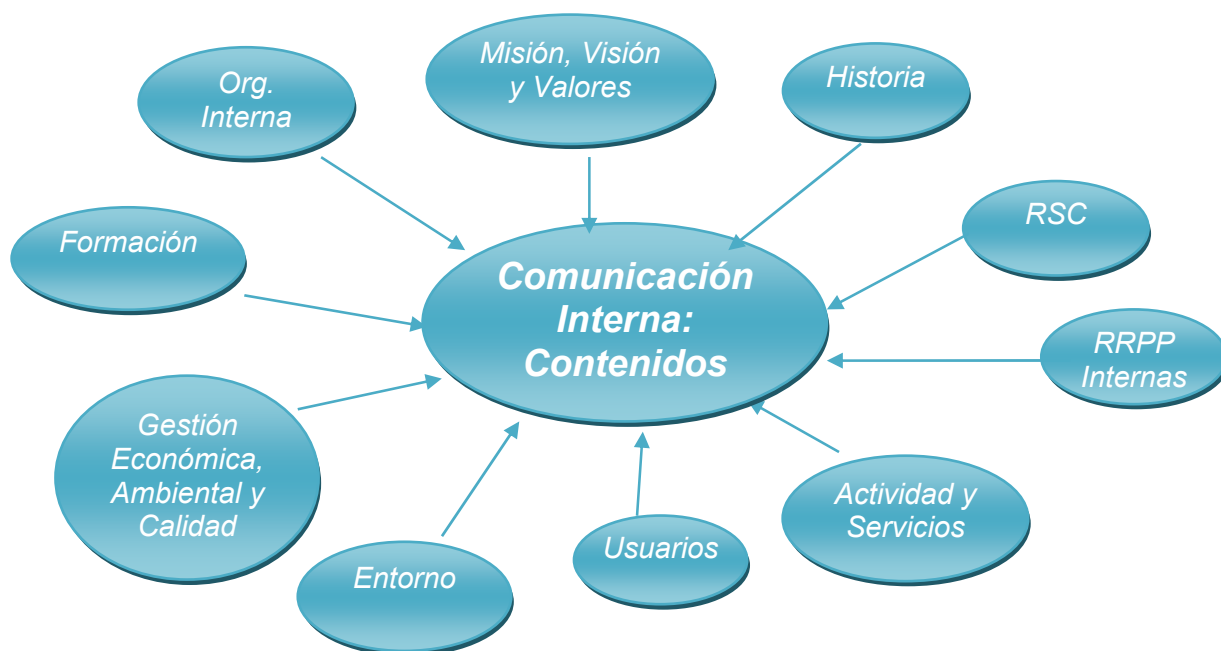 Misión, Visión
y Valores
Historia
Org.
Interna
RSC
Formación
Comunicación
Interna:
Contenidos
RRPP
Internas
Gestión
Económica,
Ambiental y
Calidad
Actividad y
Servicios
Usuarios
Entorno